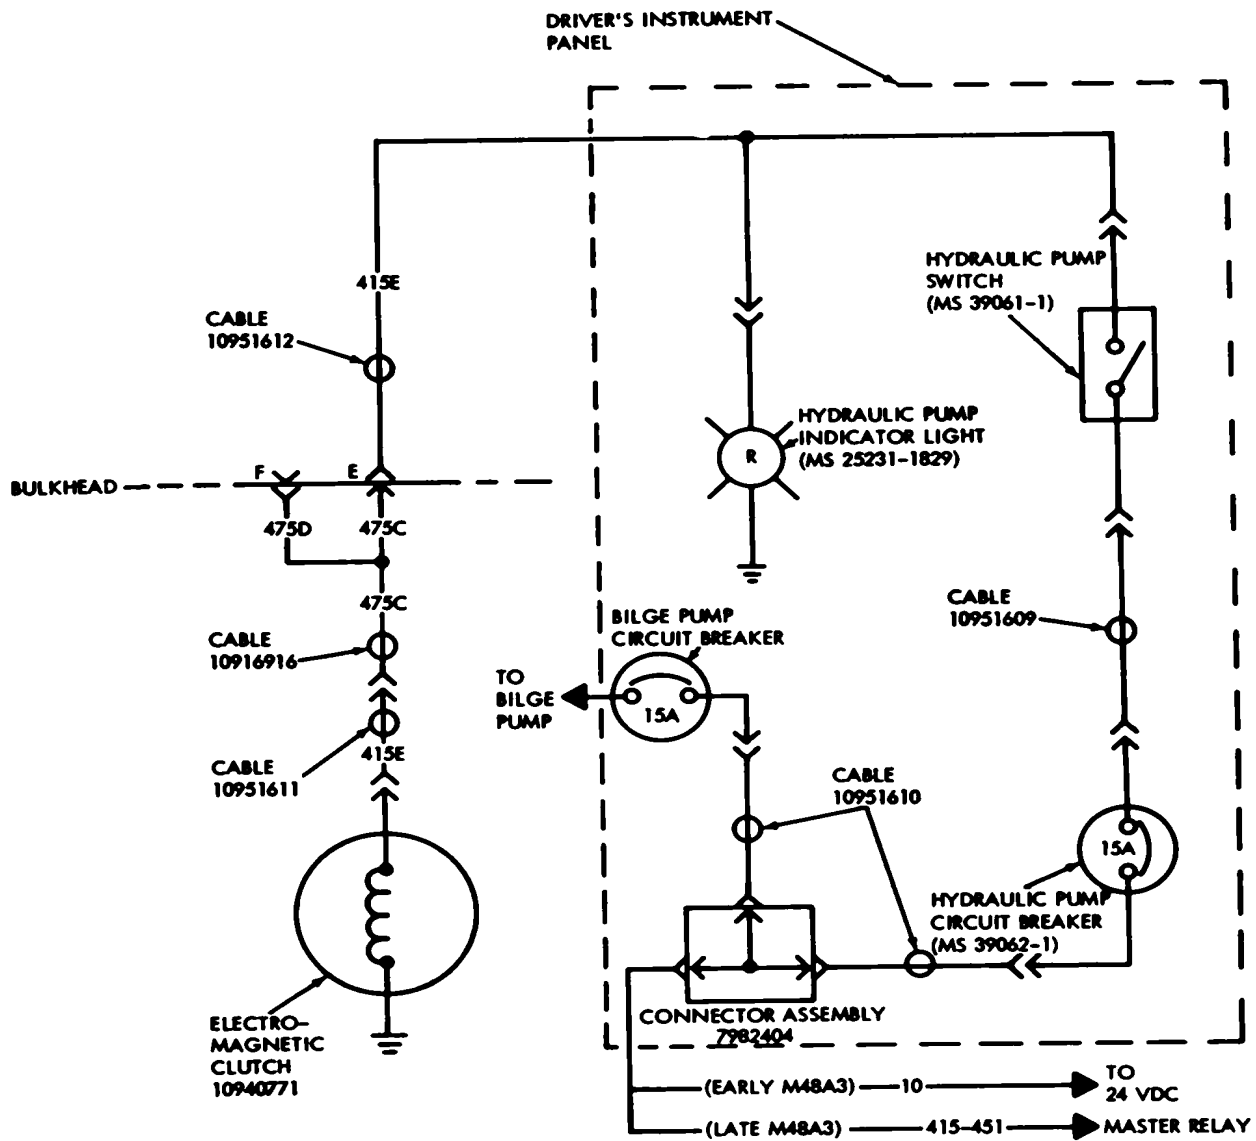 DRIVER'S INSTRUMENT
PANEL
HYDRAULIC PUMP
SWITCH
(MS 39061-1)
415E
CABLE
10951612
HYDRAULIC PUMP
INDICATOR LIGHT
(MS 25231-1829)
R
F
E
BULKHEAD
475D
475C
475C
CABLE
10951609
BILGE PUMP
CIRCUIT BREAKER
CABLE
10916916
TO
BILGE
PUMP
15A
415E
CABLE
10951611
CABLE
10951610
15A
HYDRAULIC PUMP
CIRCUIT BREAKER
(MS 39062-1)
CONNECTOR ASSEMBLY
7982404
ELECTRO-
MAGNETIC
CLUTCH
10940771
(EARLY M48A3)
10
TO
24 VDC
(LATE M48A3)
415-451
MASTER RELAY